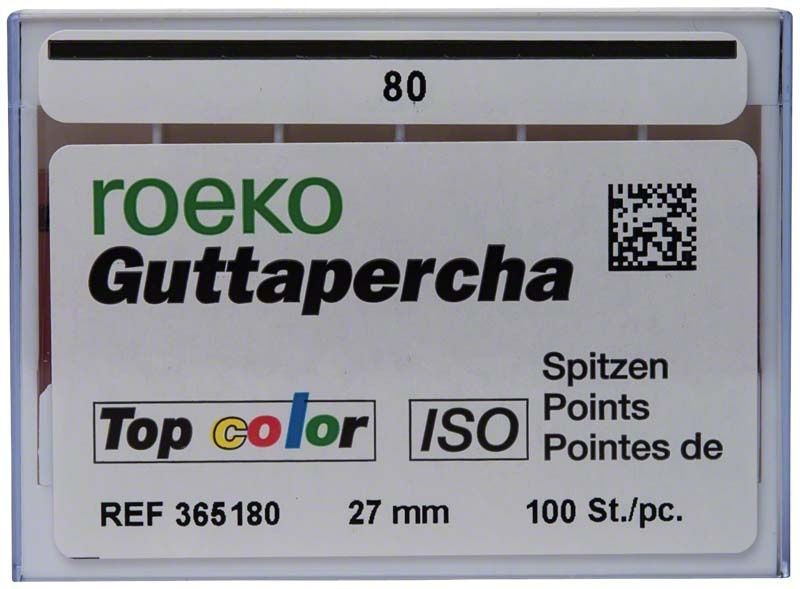 80
roeko
Guttapercha
Spitzen
Points
Pointes de
Top color
ISO
REF 365180 27 mm 100 St./pc.